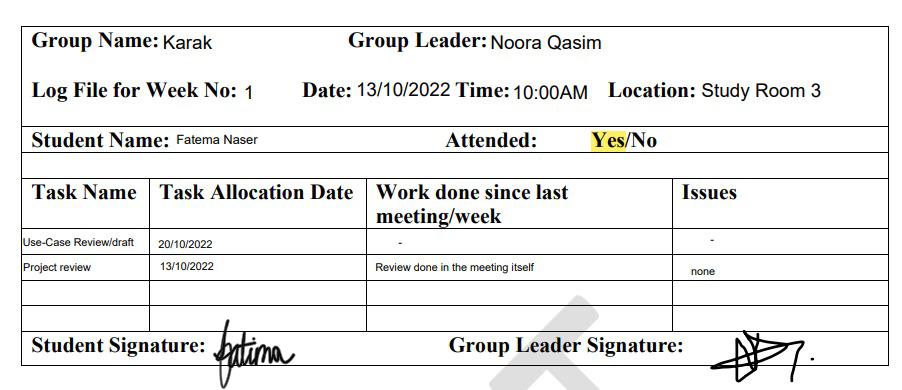 Group Name: Karak Group Leader: Noora Qasim
Log File for Week No: 1 Date: 13/10/2022 Time: 10:00AM Location: Study Room 3
Student Name: Fatema Naser Attended: Yes/No
Task Name Task Allocation Date Work done since last meeting/week Issues
Use-Case Review/draft 20/10/2022 - -
Project review 13/10/2022 Review done in the meeting itself none
Student Signature: fatima Group Leader Signature: